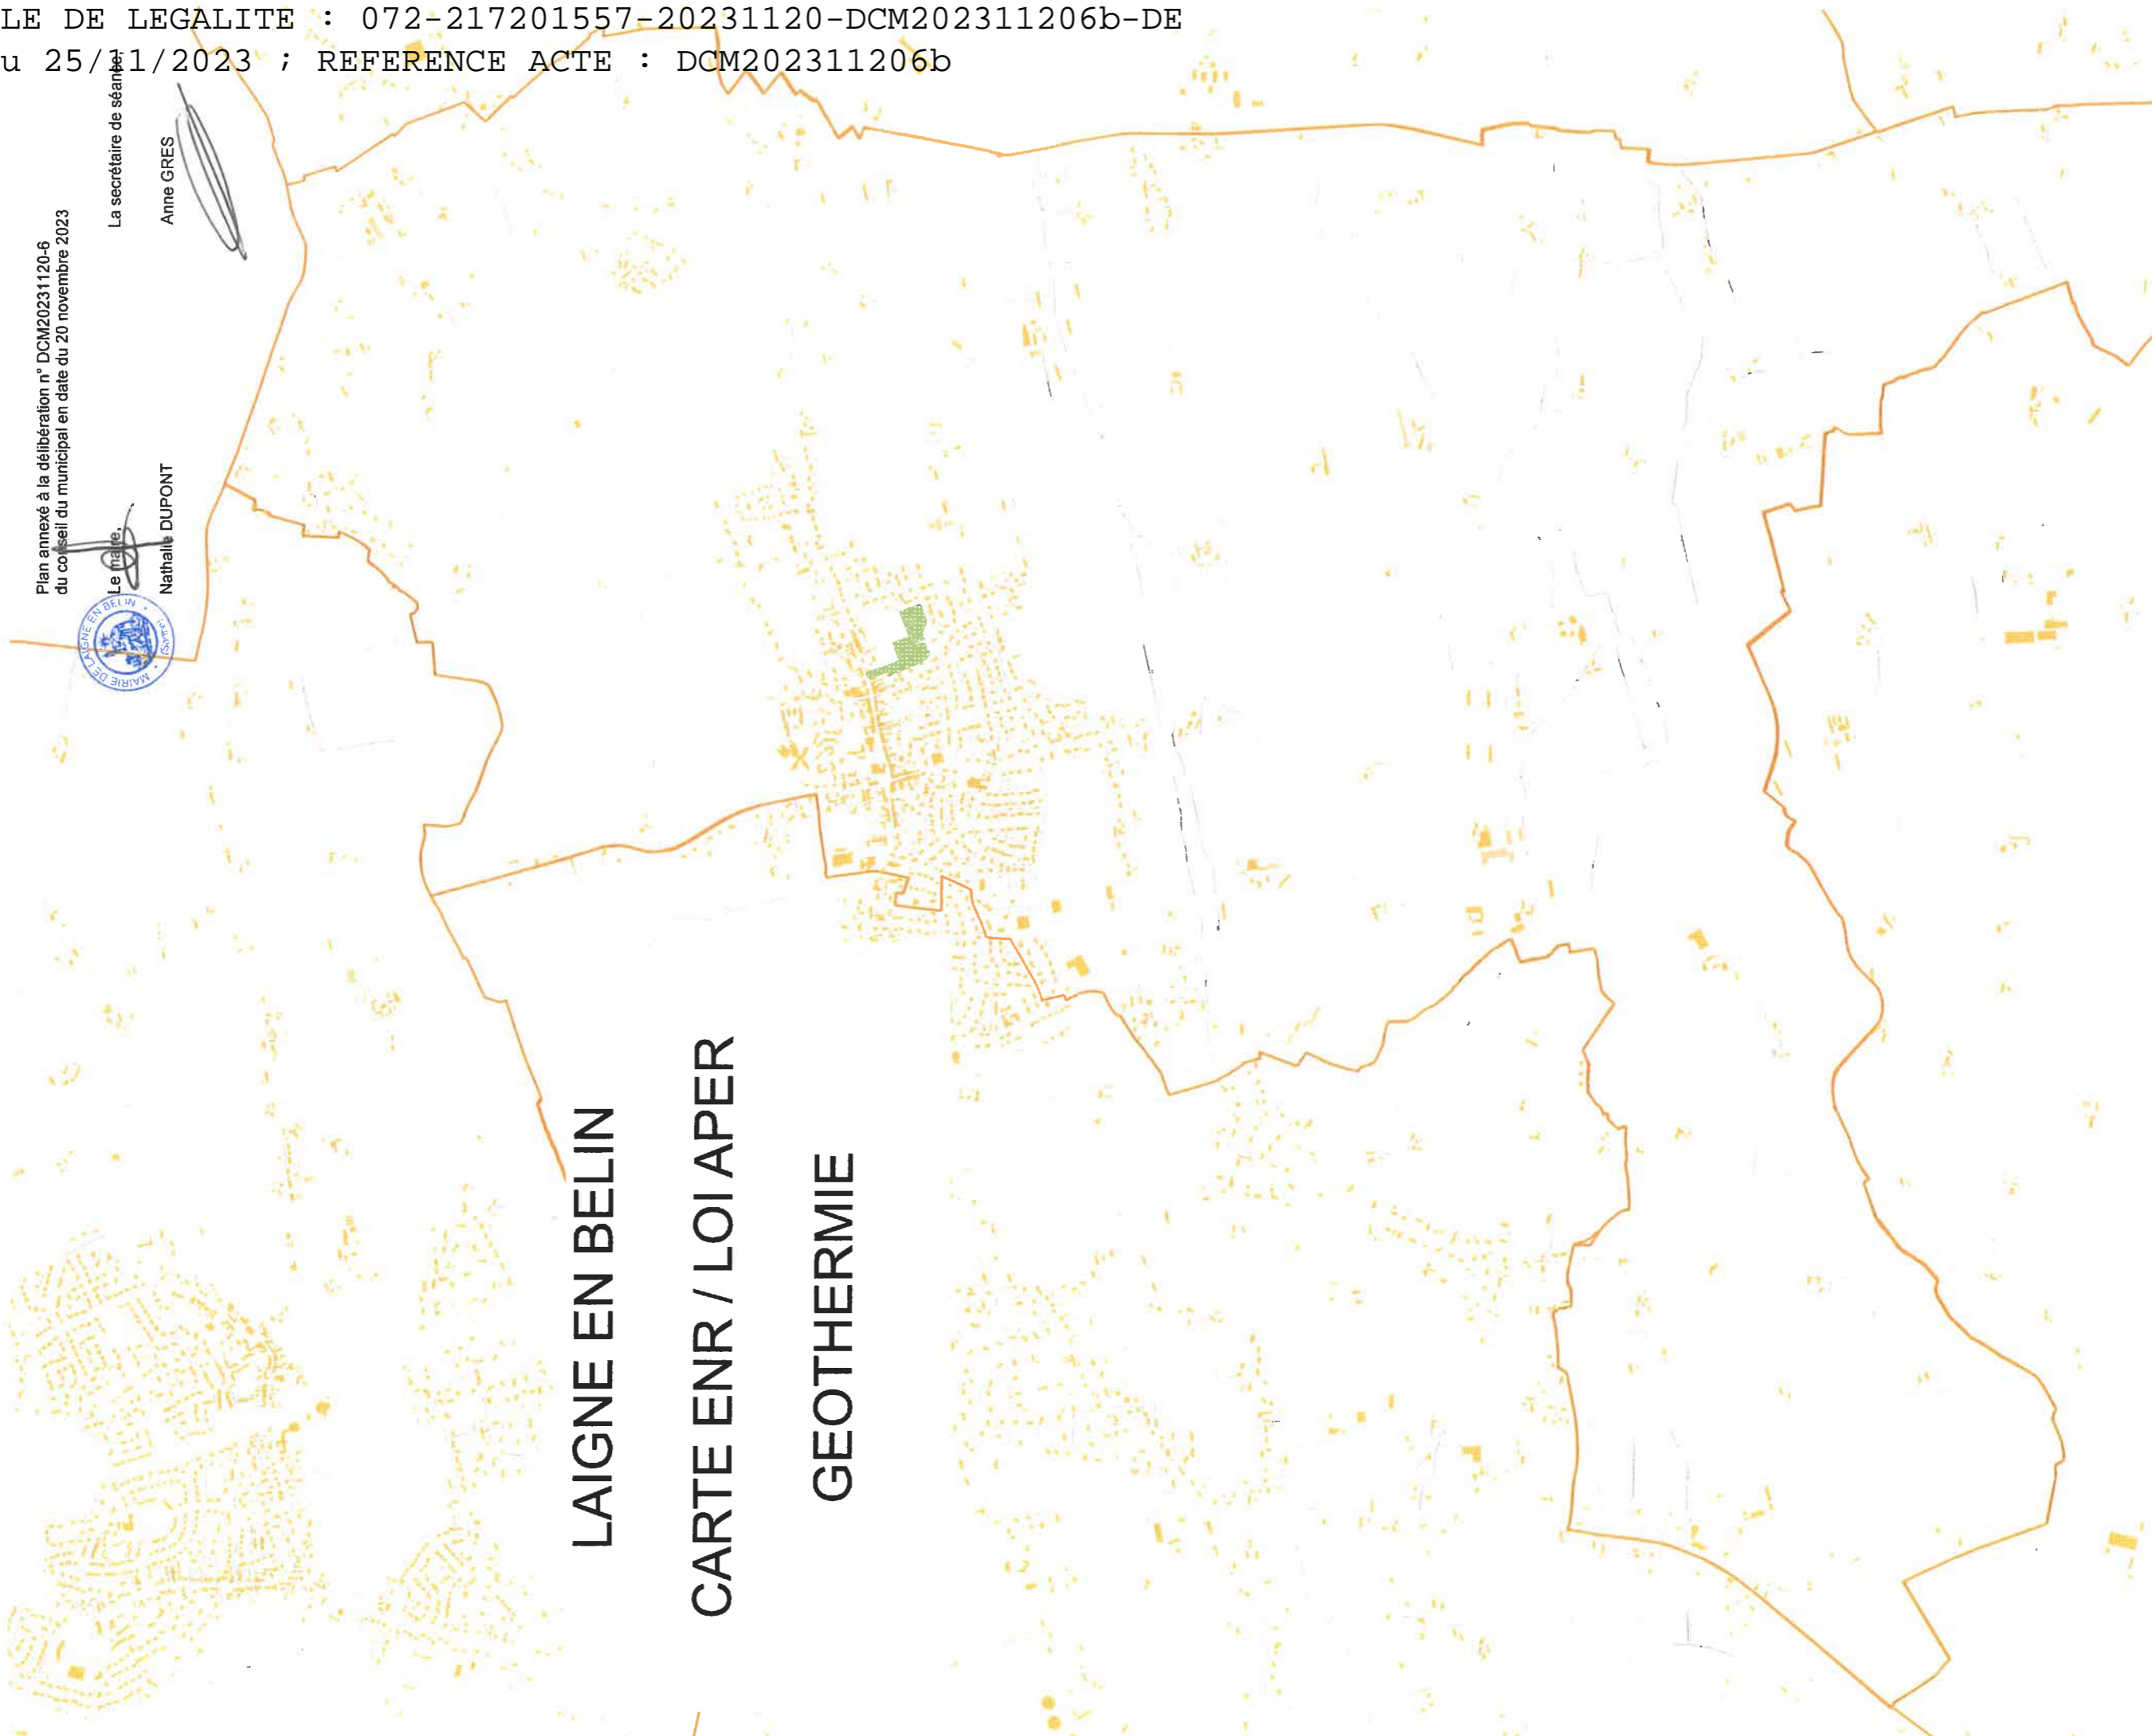 LE DE LEGALITE : 072-217201557-20231120-DCM202311206b-DE
u 25/11/2023 ; REFERENCE ACTE : DCM202311206b
Plan annexé à la délibération n° DCM20231120-6
du conseil du municipal en date du 20 novembre 2023
Le maire,
La secrétaire de séance,
Nathalie DUPONT
Anne GRES
MAIRIE DE LAIGNE EN BELIN
(Sarthe)
LAIGNE EN BELIN
CARTE ENR / LOI APER
GEOTHERMIE